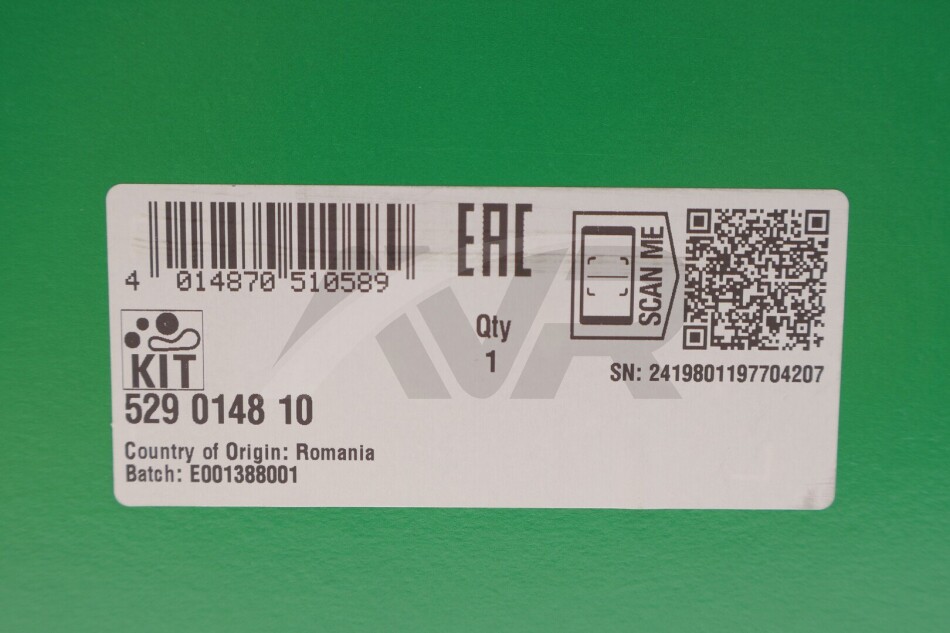 4 014870 510589
EAC
SCAN ME
Qty
1
SN: 2419801197704207
KIT
529 0148 10
Country of Origin: Romania
Batch: E001388001
AVR